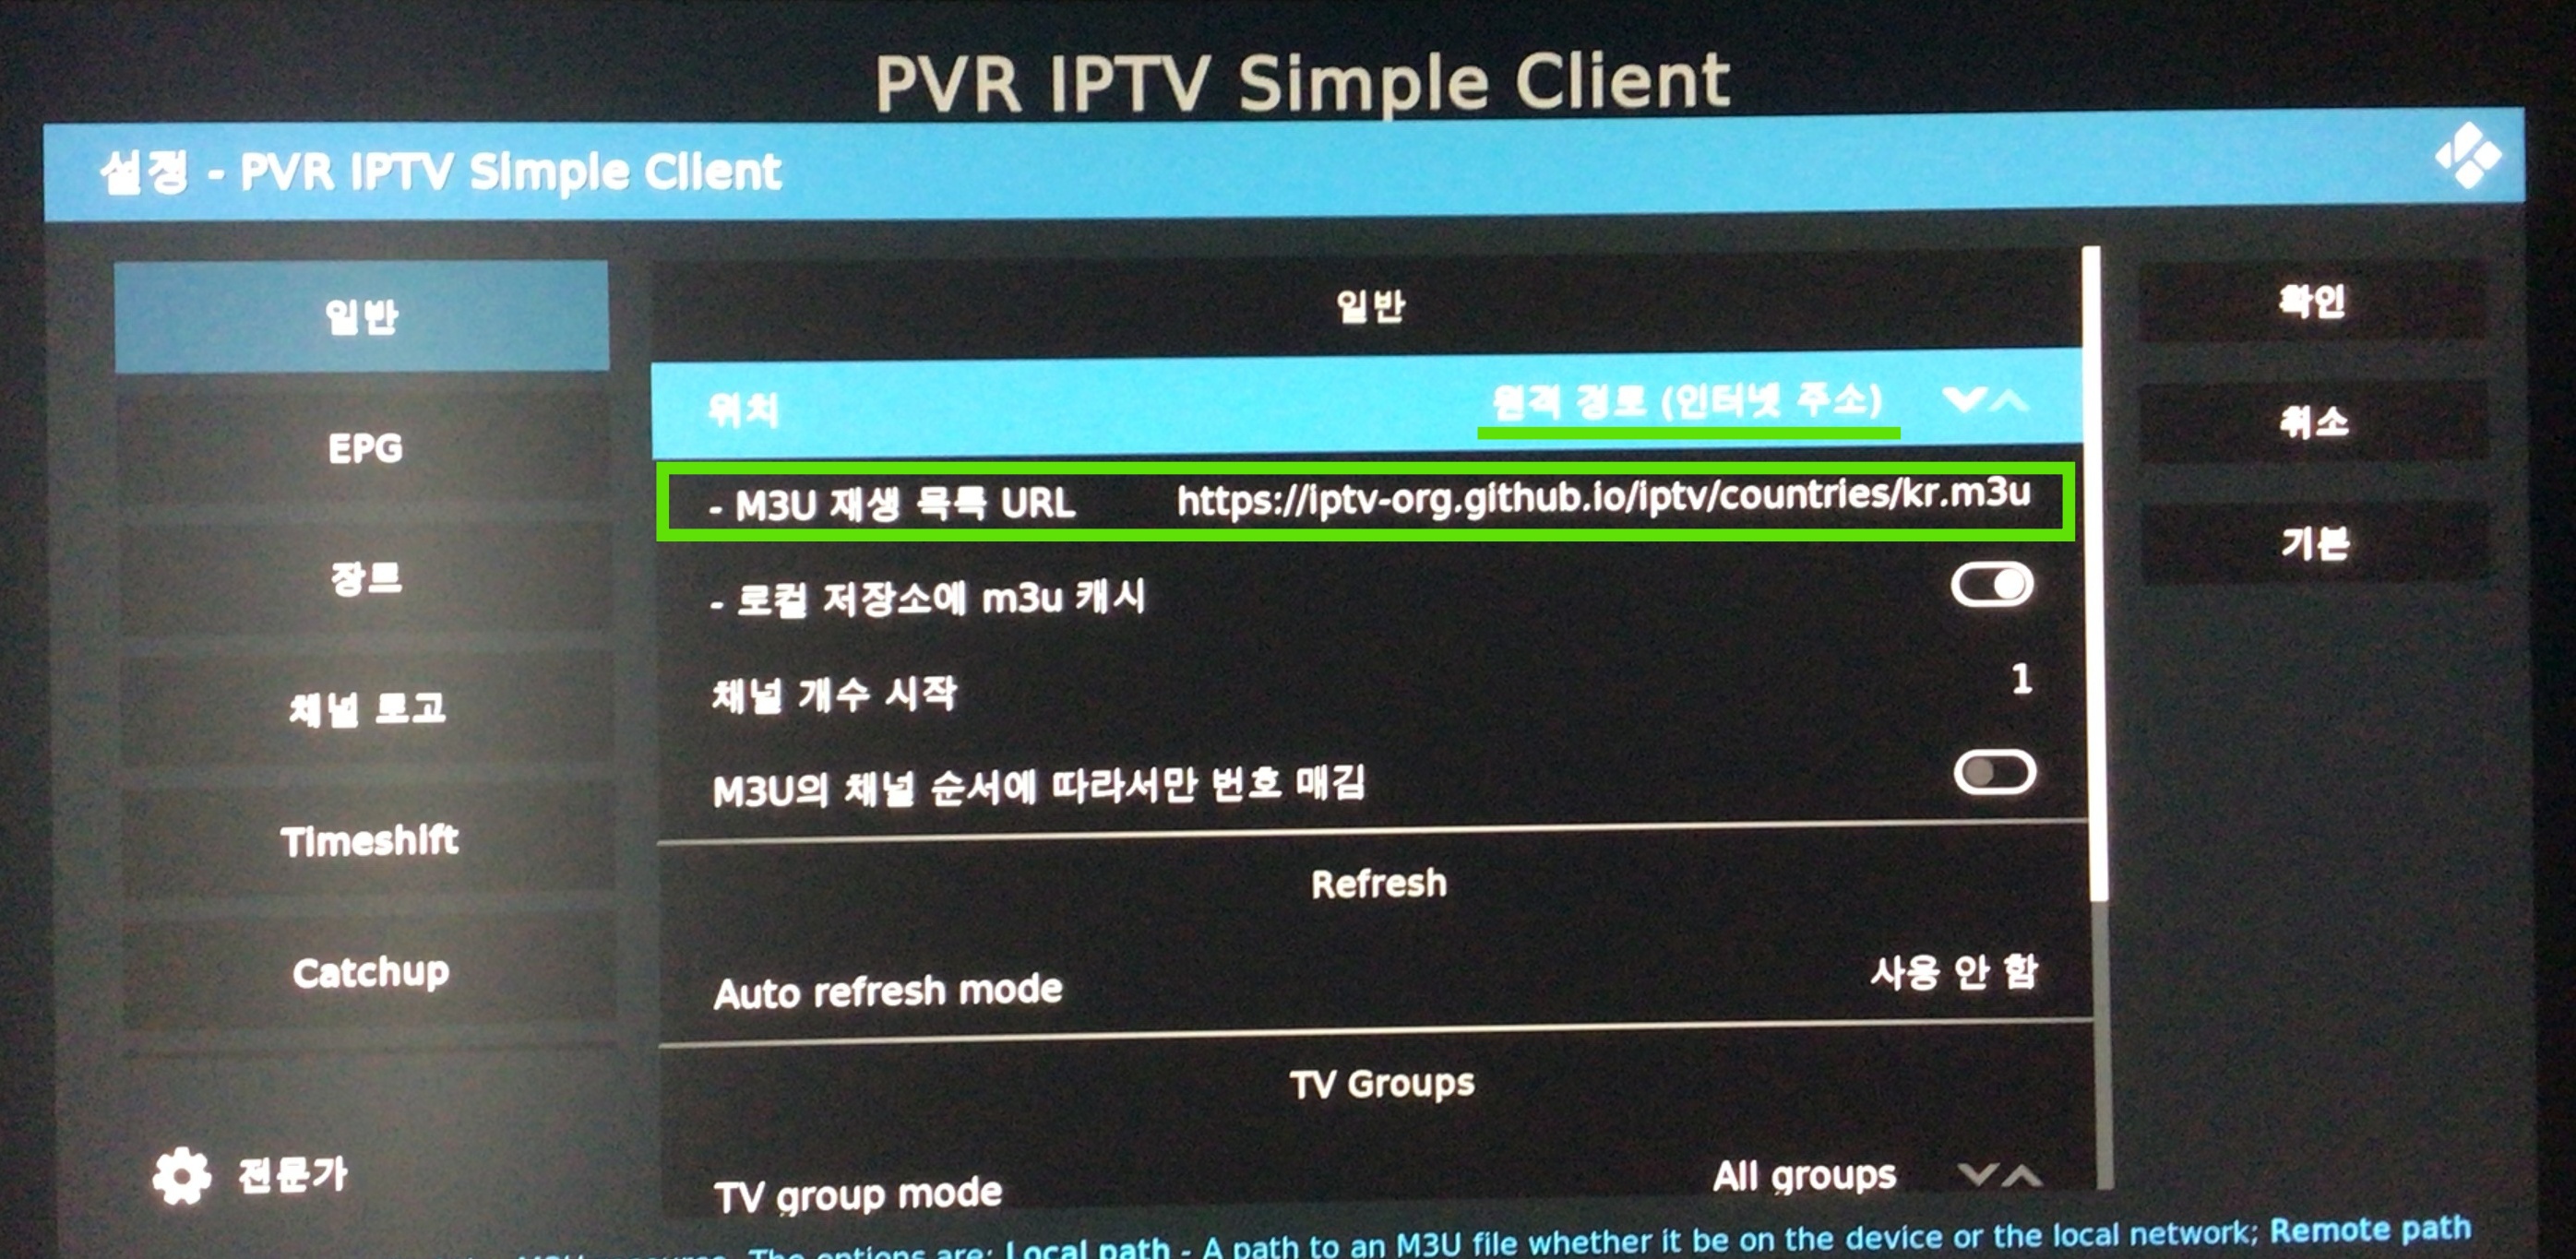 PVR IPTV Simple Client
설정 - PVR IPTV Simple Client
일반
EPG
장르
채널 로고
Timeshift
Catchup
전문가
일반
위치 원격 경로 (인터넷 주소)
- M3U 재생 목록 URL https://iptv-org.github.io/iptv/countries/kr.m3u
- 로컬 저장소에 m3u 캐시
채널 개수 시작 1
M3U의 채널 순서에 따라서만 번호 매김
Refresh
Auto refresh mode 사용 안 함
TV Groups
TV group mode All groups
확인
취소
기본
The options are: Local path - A path to an M3U file whether it be on the device or the local network; Remote path